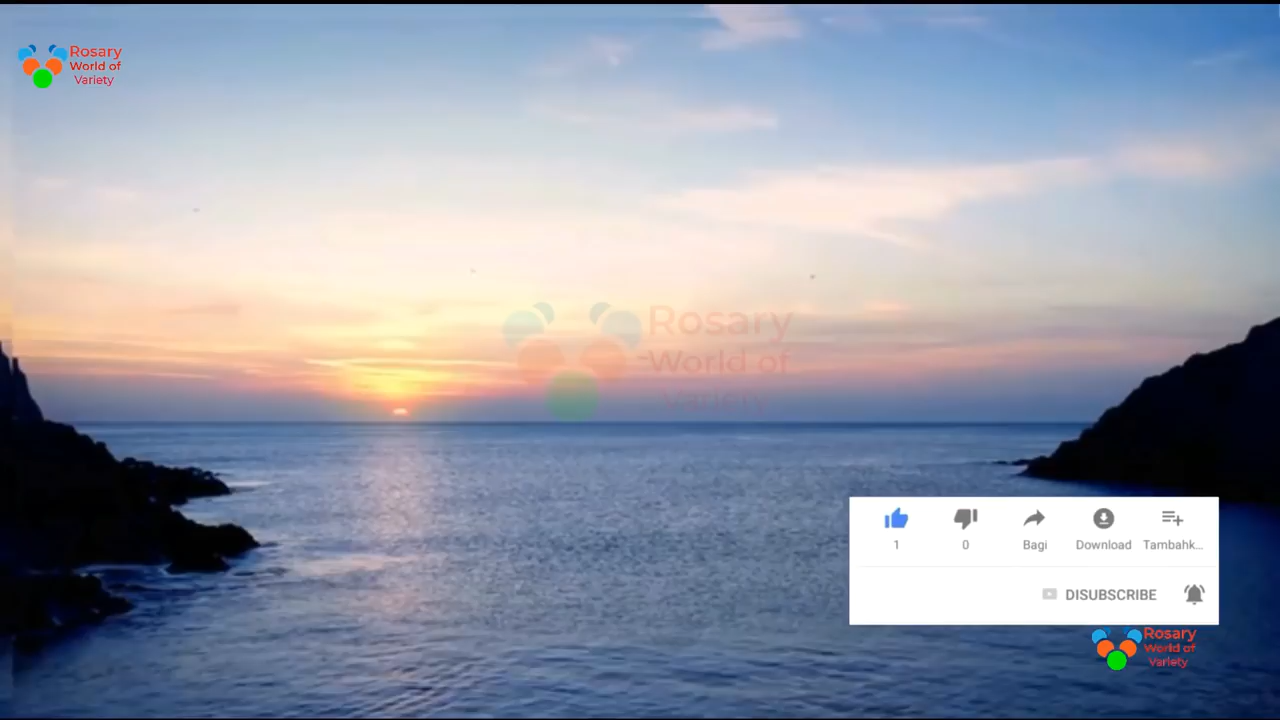 Rosary
World of
Variety
Rosary
World of
Variety
1
0
Bagi
Download
Tambahk...
DISUBSCRIBE
Rosary
World of
Variety